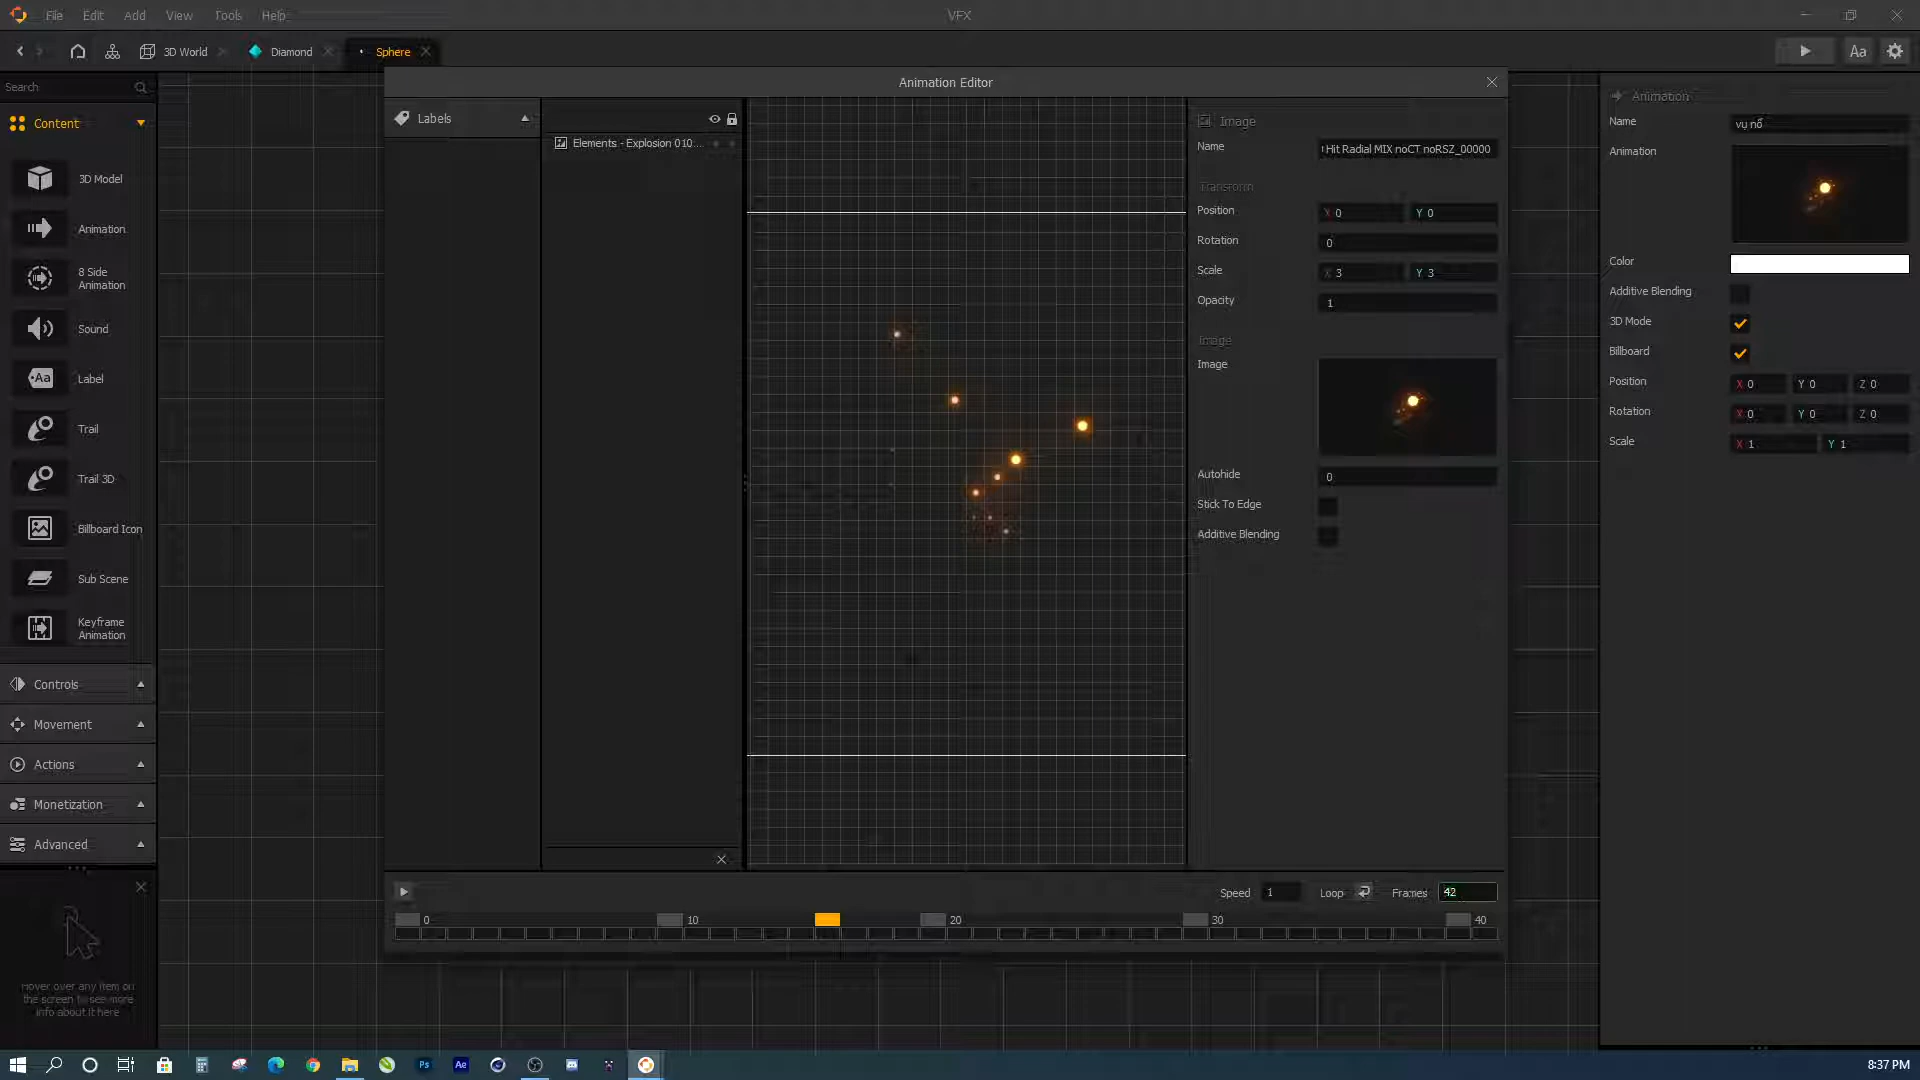 File Edit Add View Tools Help
VFX
3D World
Diamond
Sphere
Aa
Search
Content
3D Model
Animation
8 Side
Animation
Sound
Aa
Label
Trail
Trail 3D
Billboard Icon
Sub Scene
Keyframe
Animation
Controls
Movement
Actions
Monetization
Advanced
Hover over any item on
the screen to see more
info about it here
Animation Editor
Labels
Elements - Explosion 010...
Image
Name Hit Radial MIX noCT noRSZ_00000
Transform
Position X 0 Y 0
Rotation 0
Scale X 3 Y 3
Opacity 1
Image
Image
Autohide 0
Stick To Edge
Additive Blending
Speed 1 Loop Frames 42
0 10 20 30 40
Animation
Name vụ nổ
Animation
Color
Additive Blending
3D Mode
Billboard
Position X 0 Y 0 Z 0
Rotation X 0 Y 0 Z 0
Scale X 1 Y 1
Ps
Ae
8:37 PM